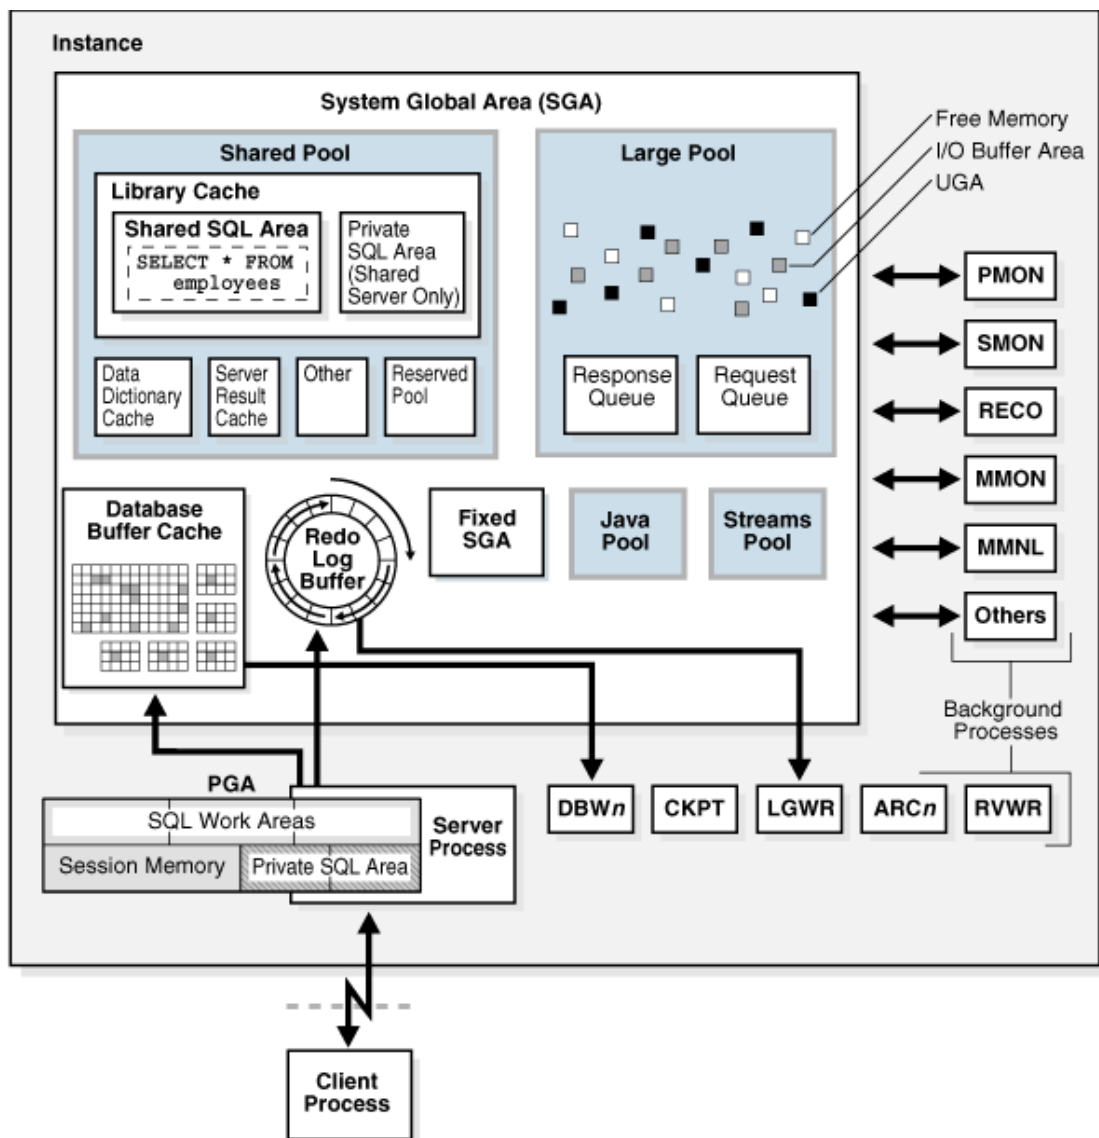 Instance
System Global Area (SGA)
Shared Pool
Library Cache
Shared SQL Area
SELECT * FROM
employees
Private
SQL Area
(Shared
Server Only)
Data
Dictionary
Cache
Server
Result
Cache
Other
Reserved
Pool
Large Pool
Response
Queue
Request
Queue
Free Memory
I/O Buffer Area
UGA
Database
Buffer Cache
Redo
Log
Buffer
Fixed
SGA
Java
Pool
Streams
Pool
PMON
SMON
RECO
MMON
MMNL
Others
Background
Processes
PGA
SQL Work Areas
Session Memory
Private SQL Area
Server
Process
DBWn
CKPT
LGWR
ARCn
RVWR
Client
Process